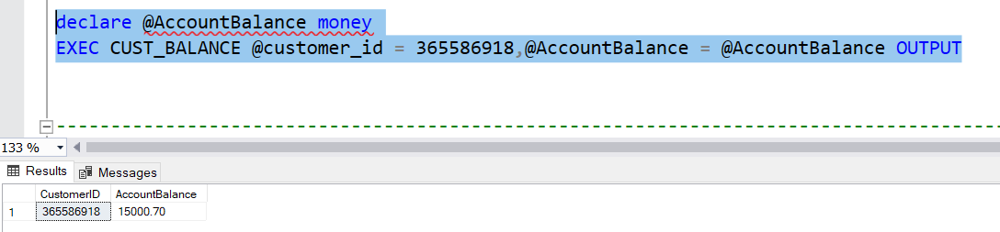 declare @AccountBalance money
EXEC CUST_BALANCE @customer_id = 365586918,@AccountBalance = @AccountBalance OUTPUT
133 %
Results Messages
CustomerID AccountBalance
1 365586918 15000.70